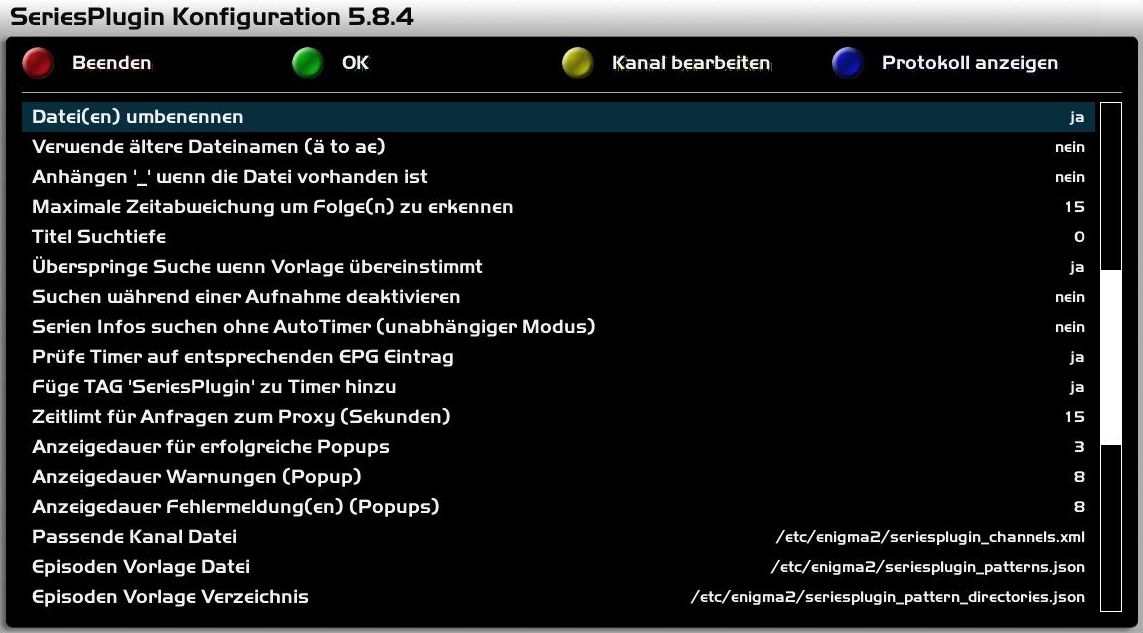 SeriesPlugin Konfiguration 5.8.4
Beenden OK Kanal bearbeiten Protokoll anzeigen
Datei(en) umbenennen ja
Verwende ältere Dateinamen (ä to ae) nein
Anhängen '_' wenn die Datei vorhanden ist nein
Maximale Zeitabweichung um Folge(n) zu erkennen 15
Titel Suchtiefe 0
Überspringe Suche wenn Vorlage übereinstimmt ja
Suchen während einer Aufnahme deaktivieren nein
Serien Infos suchen ohne AutoTimer (unabhängiger Modus) nein
Prüfe Timer auf entsprechenden EPG Eintrag ja
Füge TAG 'SeriesPlugin' zu Timer hinzu ja
Zeitlimt für Anfragen zum Proxy (Sekunden) 15
Anzeigedauer für erfolgreiche Popups 3
Anzeigedauer Warnungen (Popup) 8
Anzeigedauer Fehlermeldung(en) (Popups) 8
Passende Kanal Datei /etc/enigma2/seriesplugin_channels.xml
Episoden Vorlage Datei /etc/enigma2/seriesplugin_patterns.json
Episoden Vorlage Verzeichnis /etc/enigma2/seriesplugin_pattern_directories.json